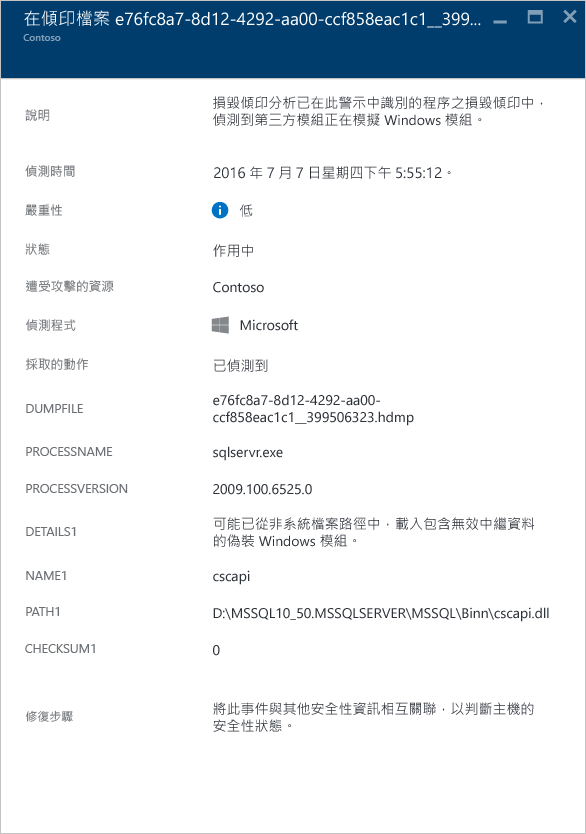 在傾印檔案 e76fc8a7-8d12-4292-aa00-ccf858eac1c1__399...
Contoso
說明
損毀傾印分析已在此警示中識別的程序之損毀傾印中，
偵測到第三方模組正在模擬 Windows 模組。
偵測時間
2016 年 7 月 7 日星期四下午 5:55:12。
嚴重性
低
狀態
作用中
遭受攻擊的資源
Contoso
偵測程式
Microsoft
採取的動作
已偵測到
DUMPFILE
e76fc8a7-8d12-4292-aa00-
ccf858eac1c1__399506323.hdmp
PROCESSNAME
sqlservr.exe
PROCESSVERSION
2009.100.6525.0
DETAILS1
可能已從非系統檔案路徑中，載入包含無效中繼資料
的偽裝 Windows 模組。
NAME1
cscapi
PATH1
D:\MSSQL10_50.MSSQLSERVER\MSSQL\Binn\cscapi.dll
CHECKSUM1
0
修復步驟
將此事件與其他安全性資訊相互關聯，以判斷主機的
安全性狀態。